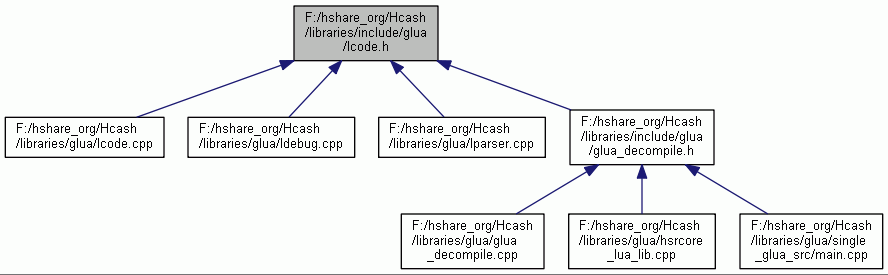 F:/hshare_org/Hcash
/libraries/include/glua
/lcode.h
F:/hshare_org/Hcash
/libraries/glua/lcode.cpp
F:/hshare_org/Hcash
/libraries/glua/ldebug.cpp
F:/hshare_org/Hcash
/libraries/glua/lparser.cpp
F:/hshare_org/Hcash
/libraries/include/glua
/glua_decompile.h
F:/hshare_org/Hcash
/libraries/glua/glua
_decompile.cpp
F:/hshare_org/Hcash
/libraries/glua/hsrcore
_lua_lib.cpp
F:/hshare_org/Hcash
/libraries/glua/single
_glua_src/main.cpp